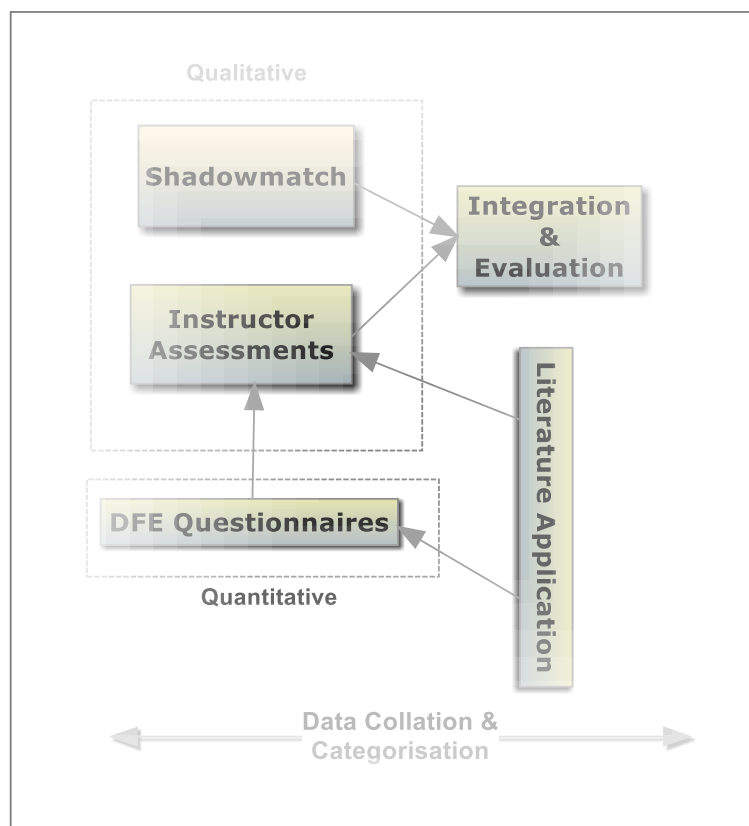 Qualitative
Shadowmatch
Integration
&
Evaluation
Instructor
Assessments
Literature Application
DFE Questionnaires
Quantitative
Data Collation &
Categorisation